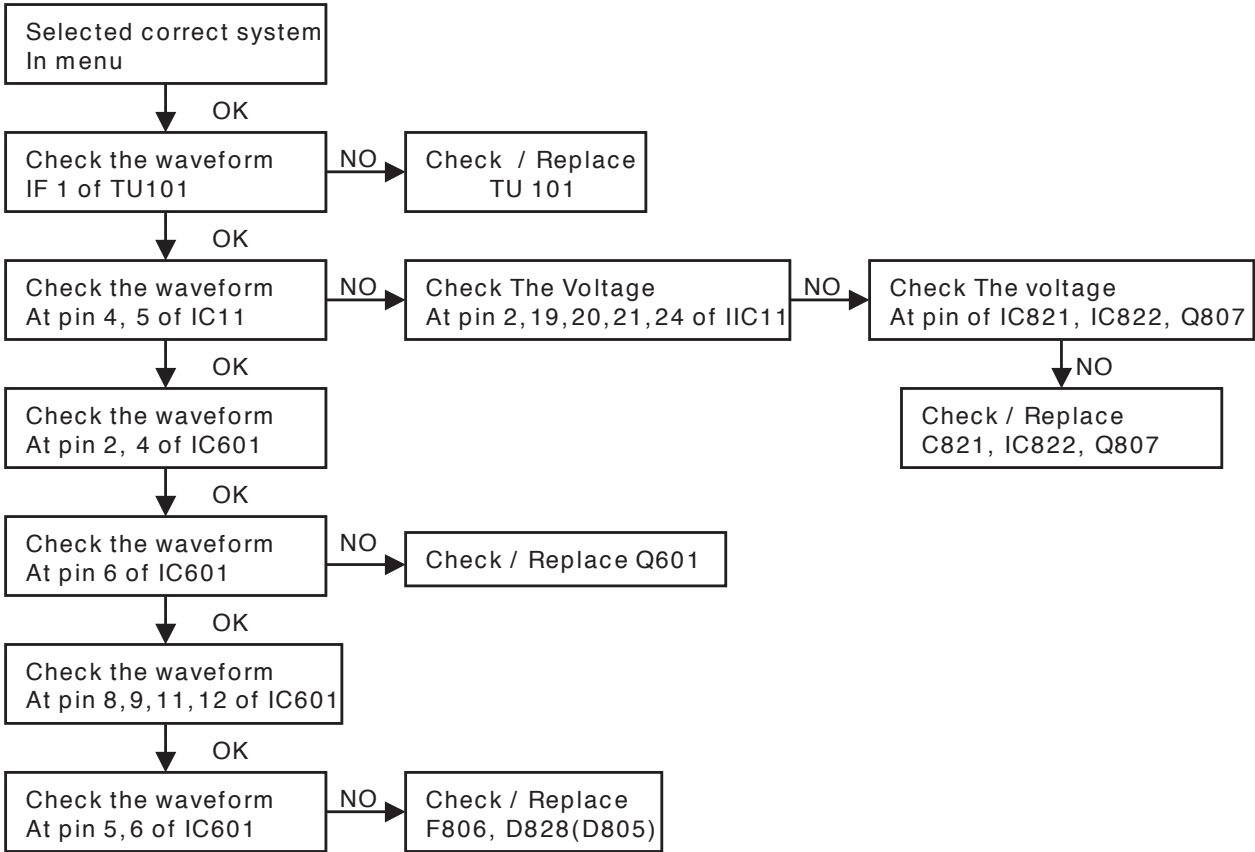 Selected correct system
In menu
OK
Check the waveform
IF 1 of TU101
NO
Check / Replace
TU 101
OK
Check the waveform
At pin 4, 5 of IC11
NO
Check The Voltage
At pin 2,19,20,21,24 of IIC11
NO
Check The voltage
At pin of IC821, IC822, Q807
NO
Check / Replace
C821, IC822, Q807
OK
Check the waveform
At pin 2, 4 of IC601
OK
Check the waveform
At pin 6 of IC601
NO
Check / Replace Q601
OK
Check the waveform
At pin 8,9,11,12 of IC601
OK
Check the waveform
At pin 5,6 of IC601
NO
Check / Replace
F806, D828(D805)